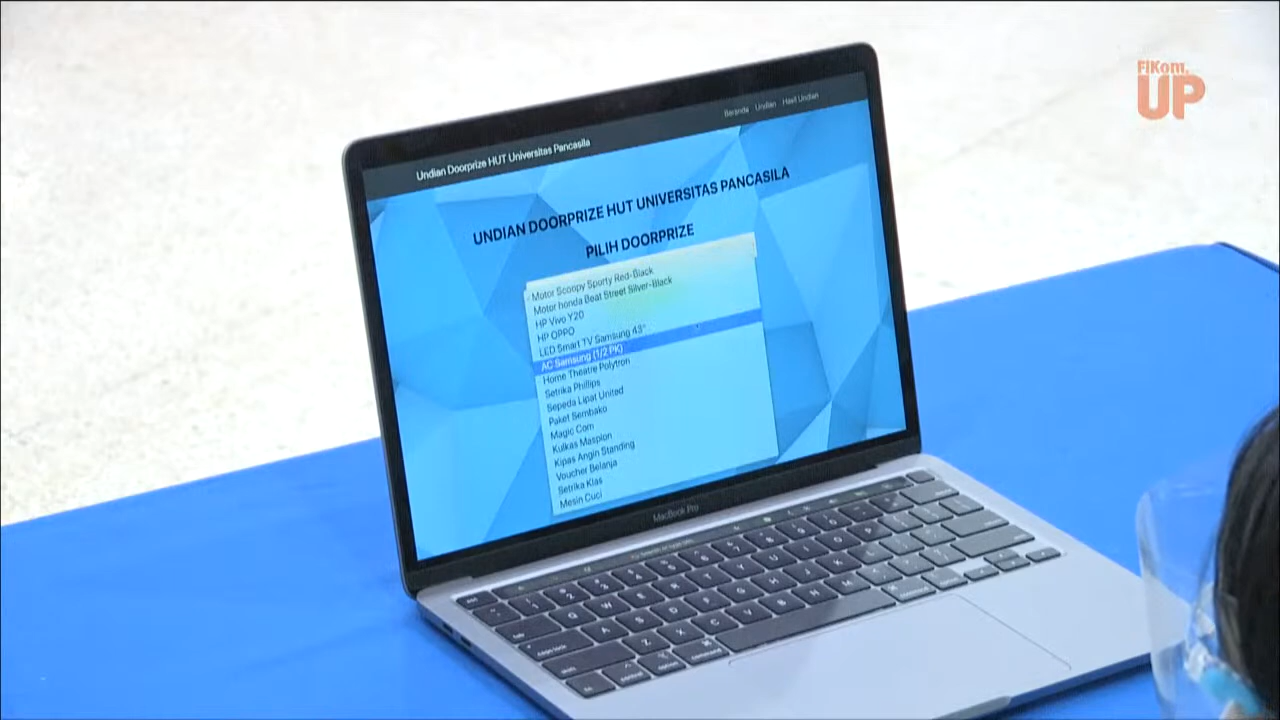 FIKom.
UP
Undian Doorprize HUT Universitas Pancasila
Beranda Undian Hasil Undian
UNDIAN DOORPRIZE HUT UNIVERSITAS PANCASILA
PILIH DOORPRIZE
- Motor Scoopy Sporty Red-Black
Motor honda Beat Street Silver-Black
HP Vivo Y20
HP OPPO
LED Smart TV Samsung 43"
AC Samsung (1/2 PK)
Home Theatre Polytron
Setrika Phillips
Sepeda Lipat United
Paket Sembako
Magic Com
Kulkas Maspion
Kipas Angin Standing
Voucher Belanja
Setrika Klas
Mesin Cuci
MacBook Pro